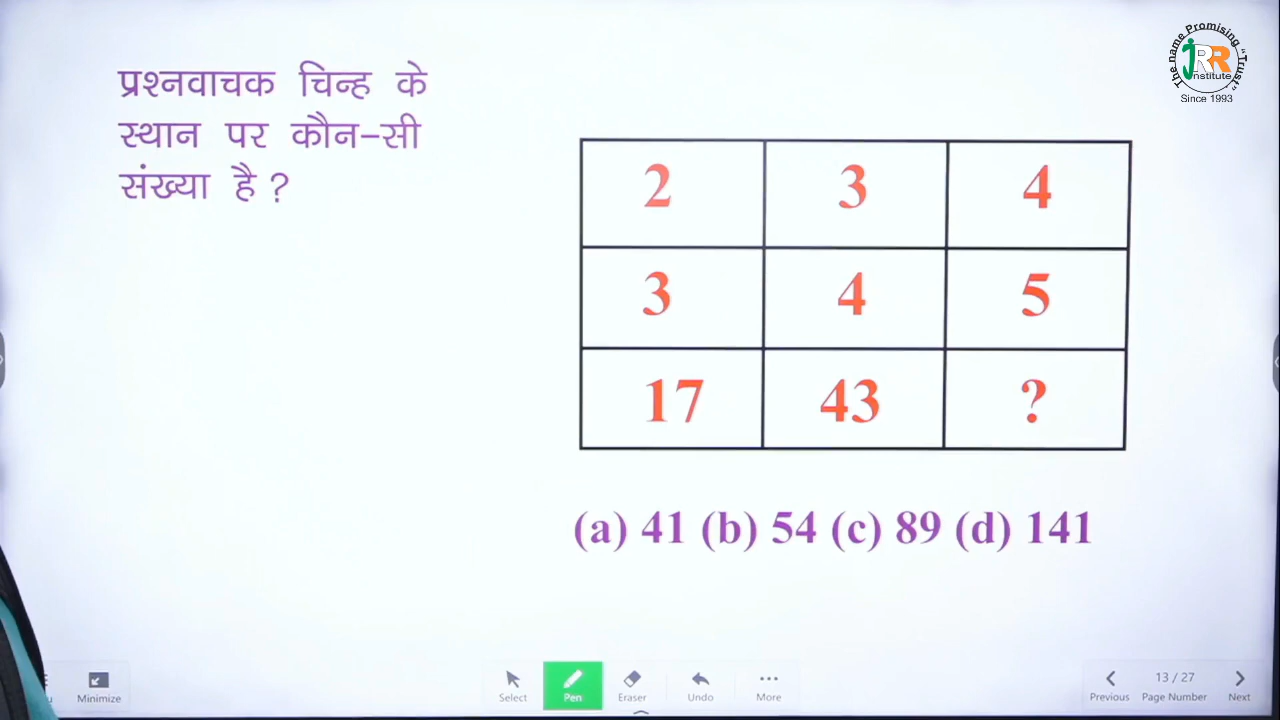 The name Promising "Trust"
JRR
Institute
Since 1993
प्रश्नवाचक चिन्ह के
स्थान पर कौन-सी
संख्या है ?
2 3 4
3 4 5
17 43 ?
(a) 41 (b) 54 (c) 89 (d) 141
Minimize
Select
Pen
Eraser
Undo
More
Previous
13 / 27
Page Number
Next